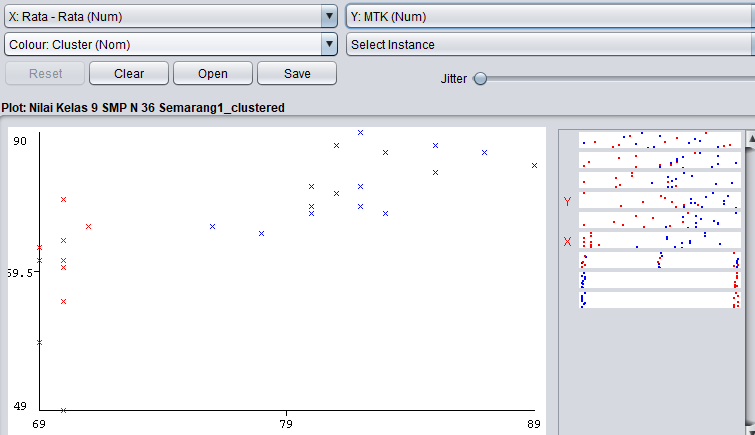 X: Rata - Rata (Num)
Y: MTK (Num)
Colour: Cluster (Nom)
Select Instance
Reset
Clear
Open
Save
Jitter
Plot: Nilai Kelas 9 SMP N 36 Semarang1_clustered
90
59.5
49
69
79
89
Y
X